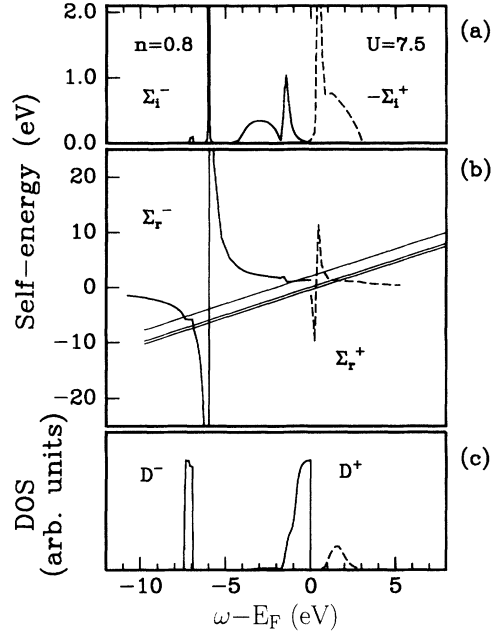 2.0
n=0.8
U=7.5
(a)
1.0
Σi−
−Σi+
0.0
(b)
20
Σr−
10
0
−10
Σr+
−20
Self−energy (eV)
(c)
D−
D+
DOS
(arb. units)
−10 −5 0 5
ω−EF (eV)